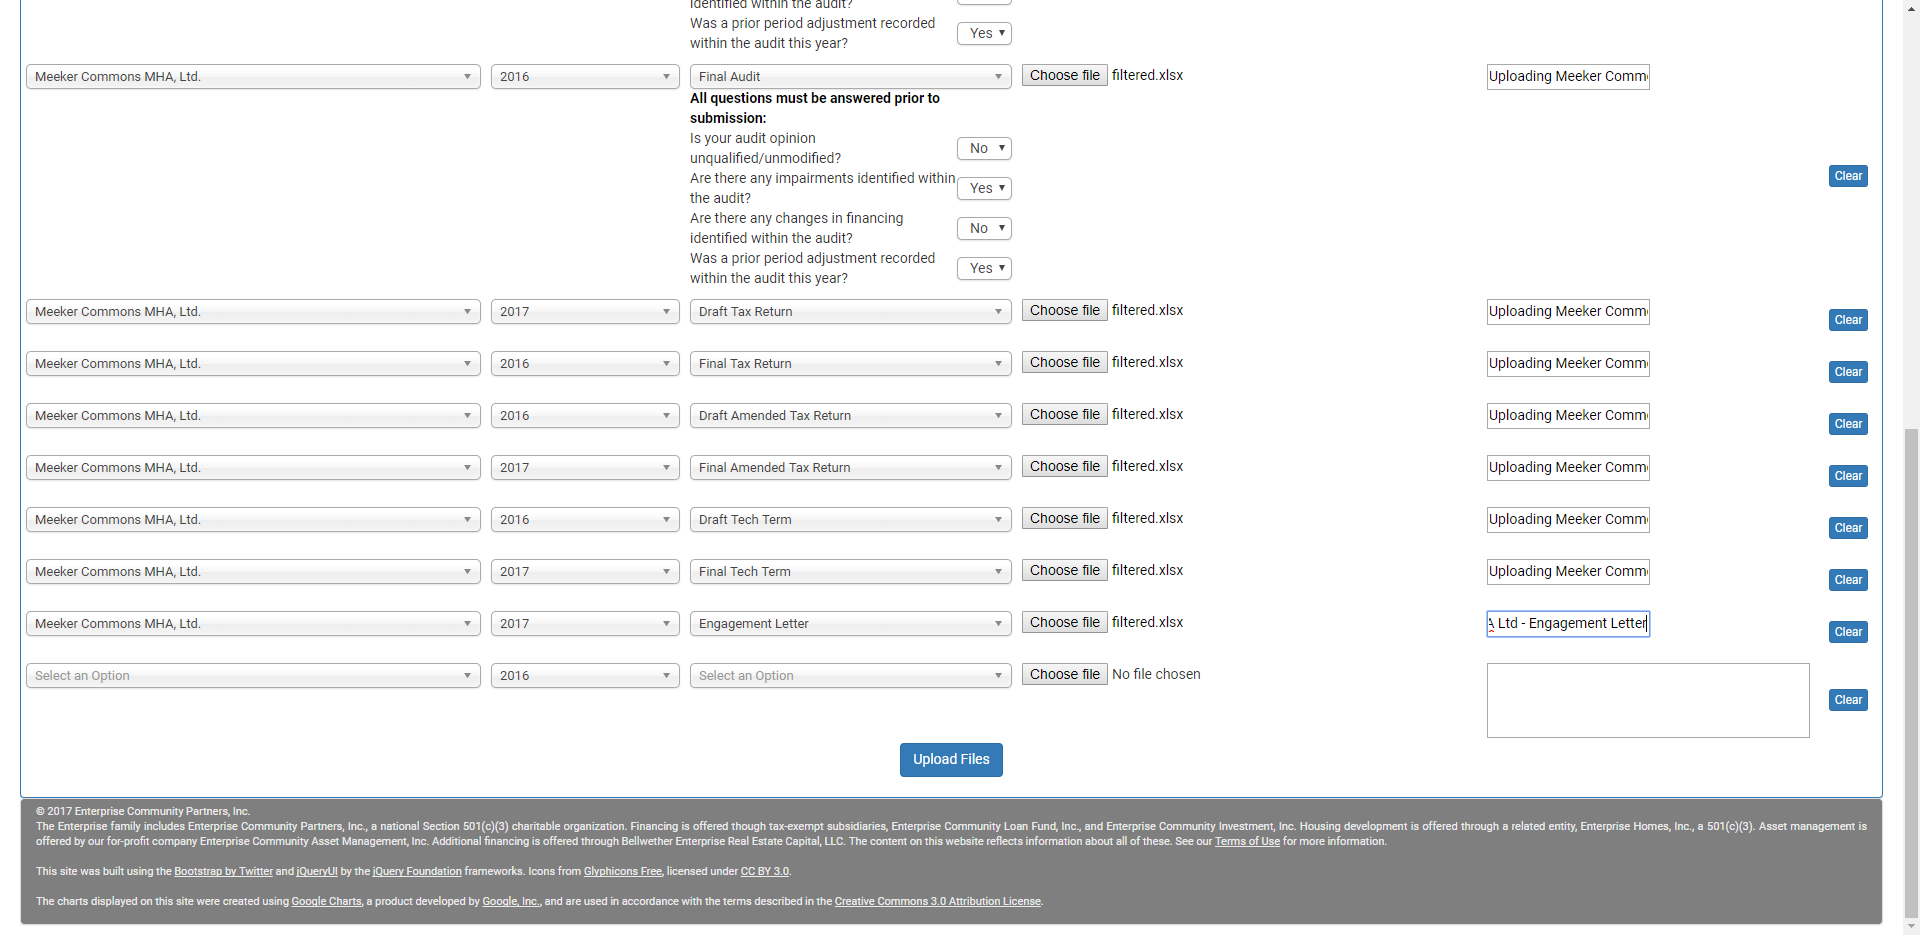 identified within the audit?
Was a prior period adjustment recorded
within the audit this year?
Yes
Meeker Commons MHA, Ltd. 2016 Final Audit Choose file filtered.xlsx Uploading Meeker Comm
All questions must be answered prior to
submission:
Is your audit opinion
unqualified/unmodified?
No
Are there any impairments identified within
the audit?
Yes
Clear
Are there any changes in financing
identified within the audit?
No
Was a prior period adjustment recorded
within the audit this year?
Yes
Meeker Commons MHA, Ltd. 2017 Draft Tax Return Choose file filtered.xlsx Uploading Meeker Comm Clear
Meeker Commons MHA, Ltd. 2016 Final Tax Return Choose file filtered.xlsx Uploading Meeker Comm Clear
Meeker Commons MHA, Ltd. 2016 Draft Amended Tax Return Choose file filtered.xlsx Uploading Meeker Comm Clear
Meeker Commons MHA, Ltd. 2017 Final Amended Tax Return Choose file filtered.xlsx Uploading Meeker Comm Clear
Meeker Commons MHA, Ltd. 2016 Draft Tech Term Choose file filtered.xlsx Uploading Meeker Comm Clear
Meeker Commons MHA, Ltd. 2017 Final Tech Term Choose file filtered.xlsx Uploading Meeker Comm Clear
Meeker Commons MHA, Ltd. 2017 Engagement Letter Choose file filtered.xlsx A Ltd - Engagement Letter Clear
Select an Option 2016 Select an Option Choose file No file chosen Clear
Upload Files
© 2017 Enterprise Community Partners, Inc.
The Enterprise family includes Enterprise Community Partners, Inc., a national Section 501(c)(3) charitable organization. Financing is offered though tax-exempt subsidiaries, Enterprise Community Loan Fund, Inc., and Enterprise Community Investment, Inc. Housing development is offered through a related entity, Enterprise Homes, Inc., a 501(c)(3). Asset management is
offered by our for-profit company Enterprise Community Asset Management, Inc. Additional financing is offered through Bellwether Enterprise Real Estate Capital, LLC. The content on this website reflects information about all of these. See our Terms of Use for more information.
This site was built using the Bootstrap by Twitter and jQueryUI by the jQuery Foundation frameworks. Icons from Glyphicons Free, licensed under CC BY 3.0.
The charts displayed on this site were created using Google Charts, a product developed by Google, Inc., and are used in accordance with the terms described in the Creative Commons 3.0 Attribution License.